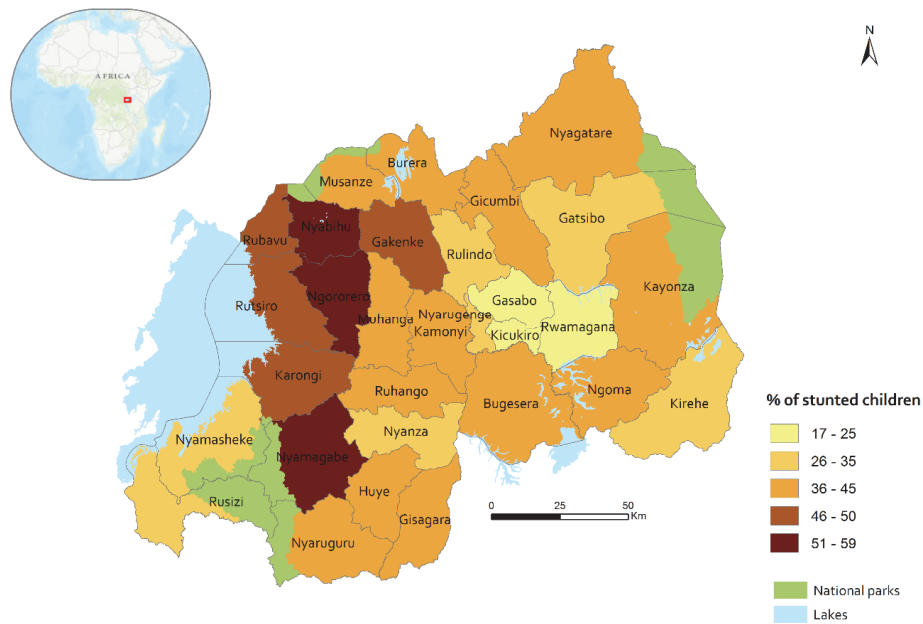 AFRICA
N
Nyagatare
Burera
Musanze
Gicumbi
Gatsibo
Nyabihu
Rubavu
Gakenke
Rulindo
Kayonza
Ngororero
Rutsiro
Gasabo
Muhanga
Nyarugenge
Rwamagana
Kamonyi
Kicukiro
Karongi
Ruhango
Bugesera
Ngoma
Kirehe
Nyamasheke
Nyanza
Nyamagabe
Rusizi
Huye
Gisagara
Nyaruguru
0 25 50
Km
% of stunted children
17 - 25
26 - 35
36 - 45
46 - 50
51 - 59
National parks
Lakes